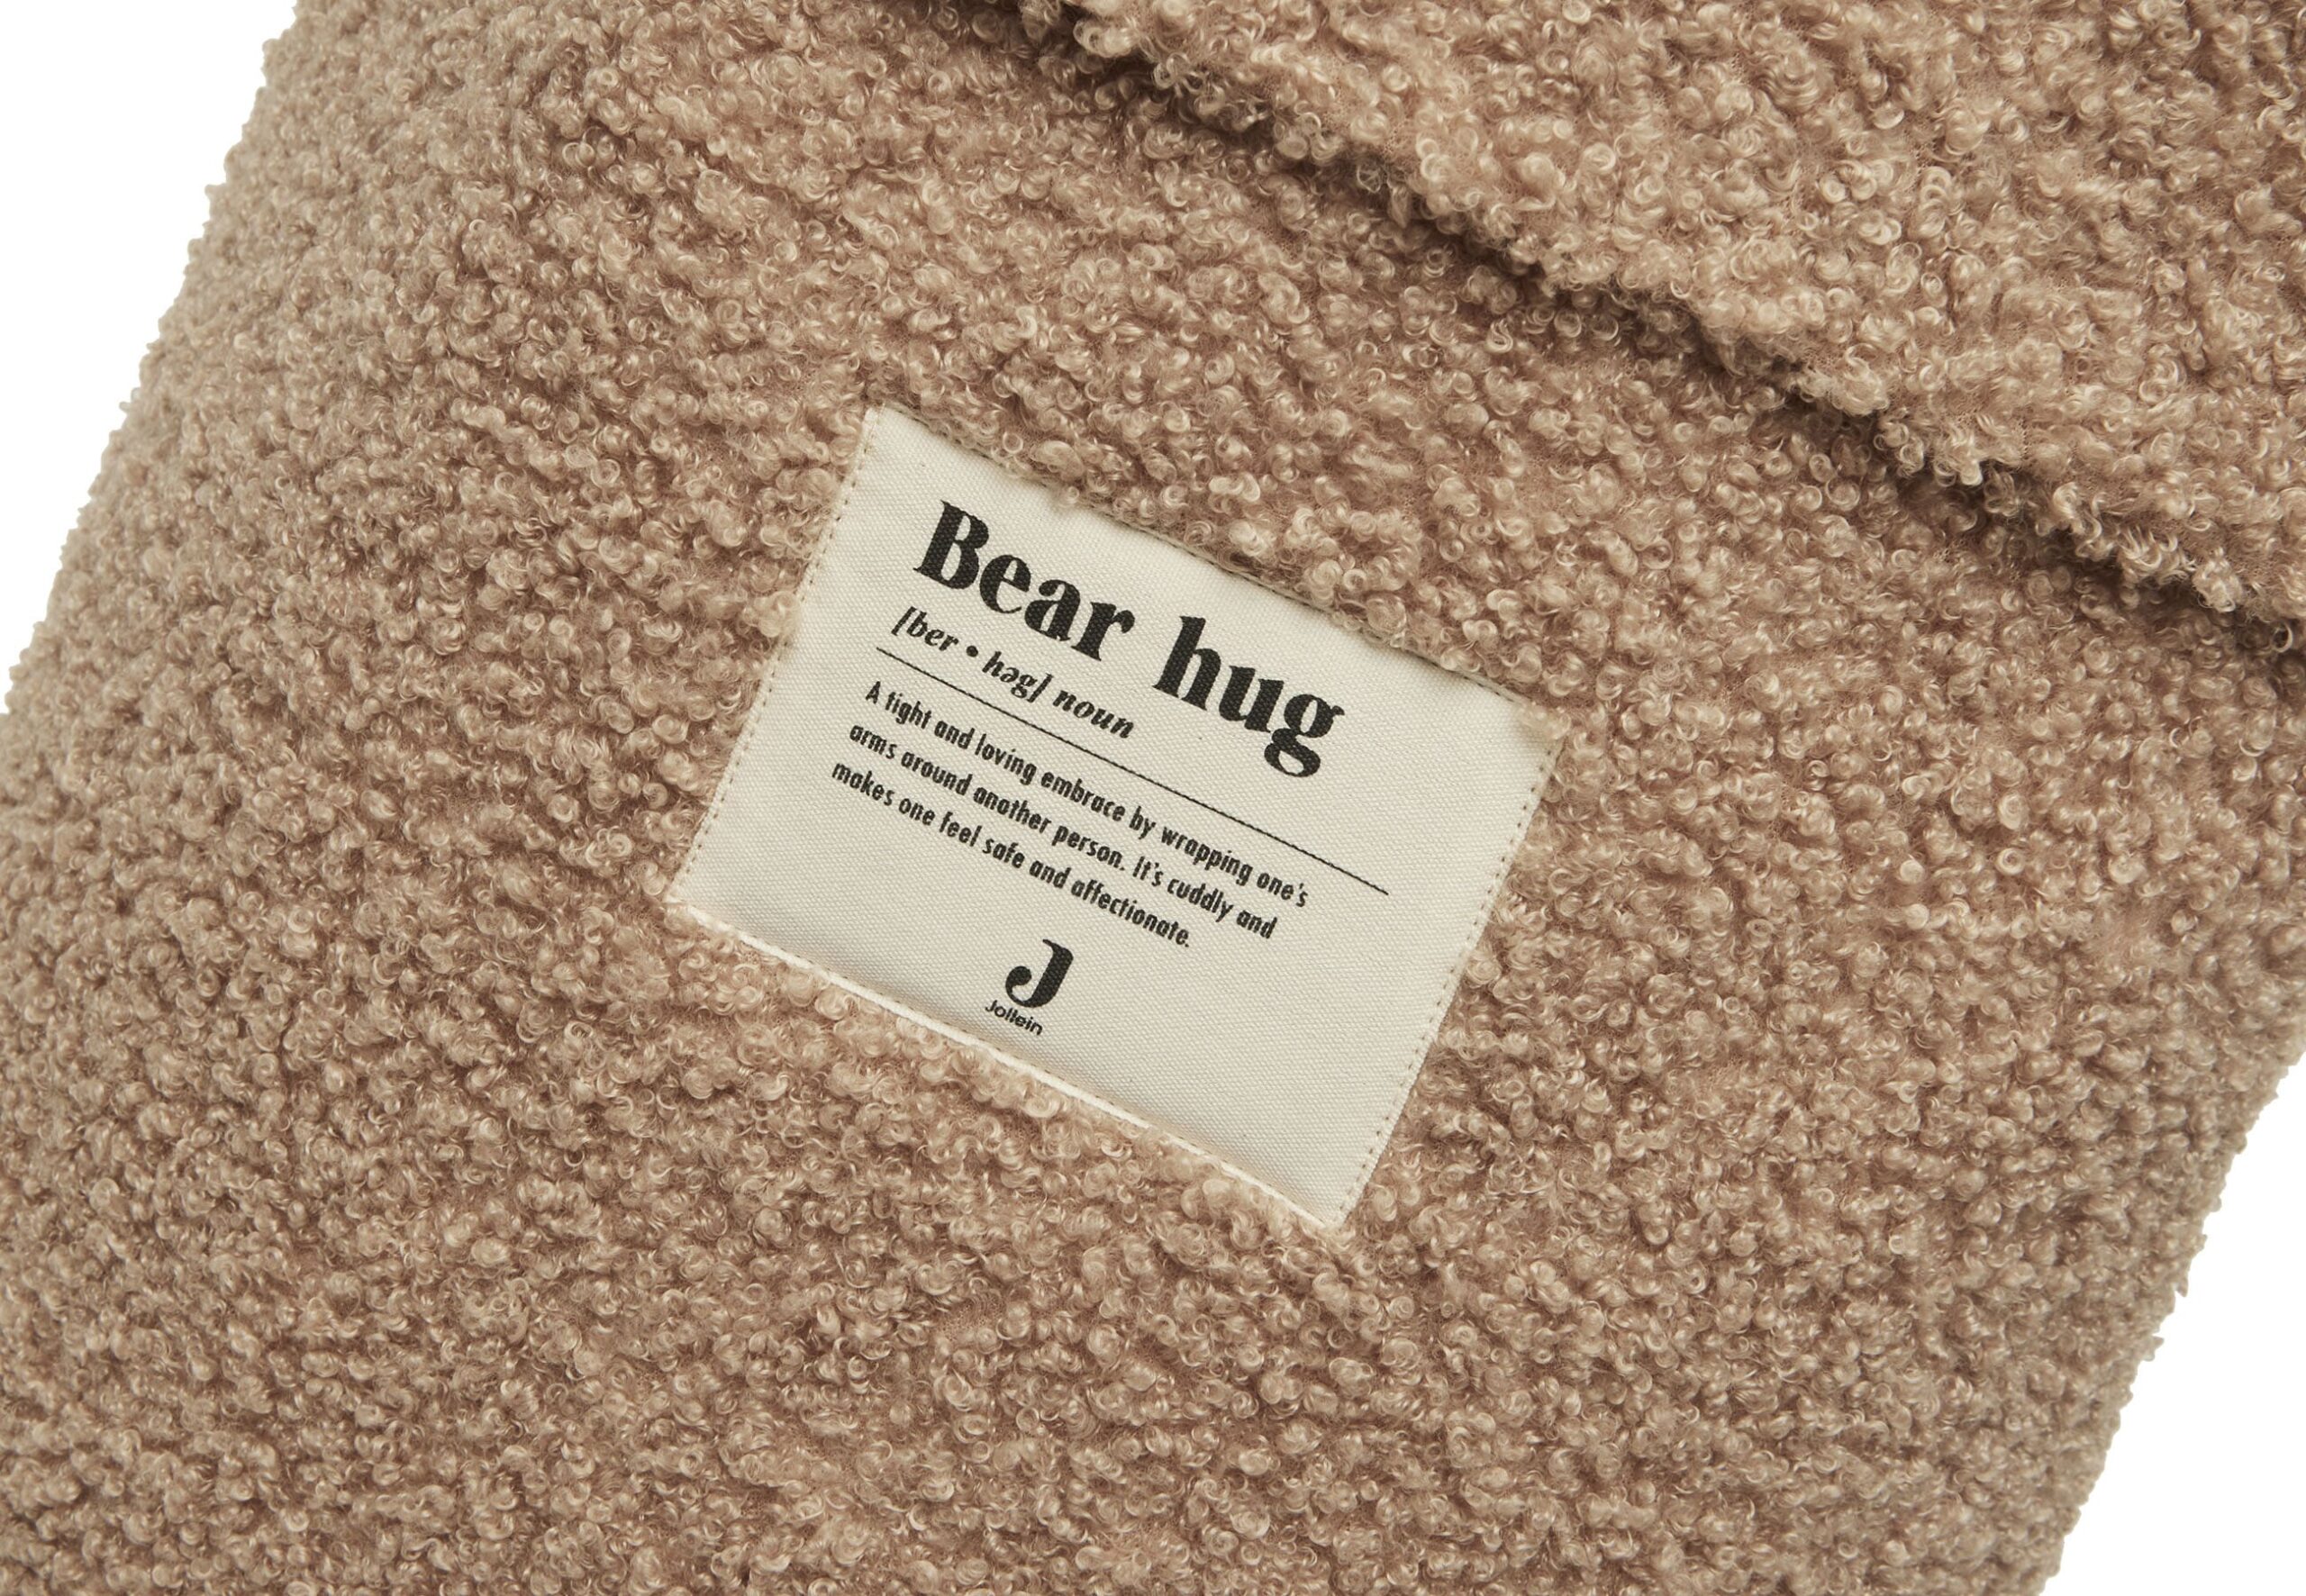 Bear hug
[ber • həg] noun
A tight and loving embrace by wrapping one's
arms around another person. It's cuddly and
makes one feel safe and affectionate.
J
Jollein